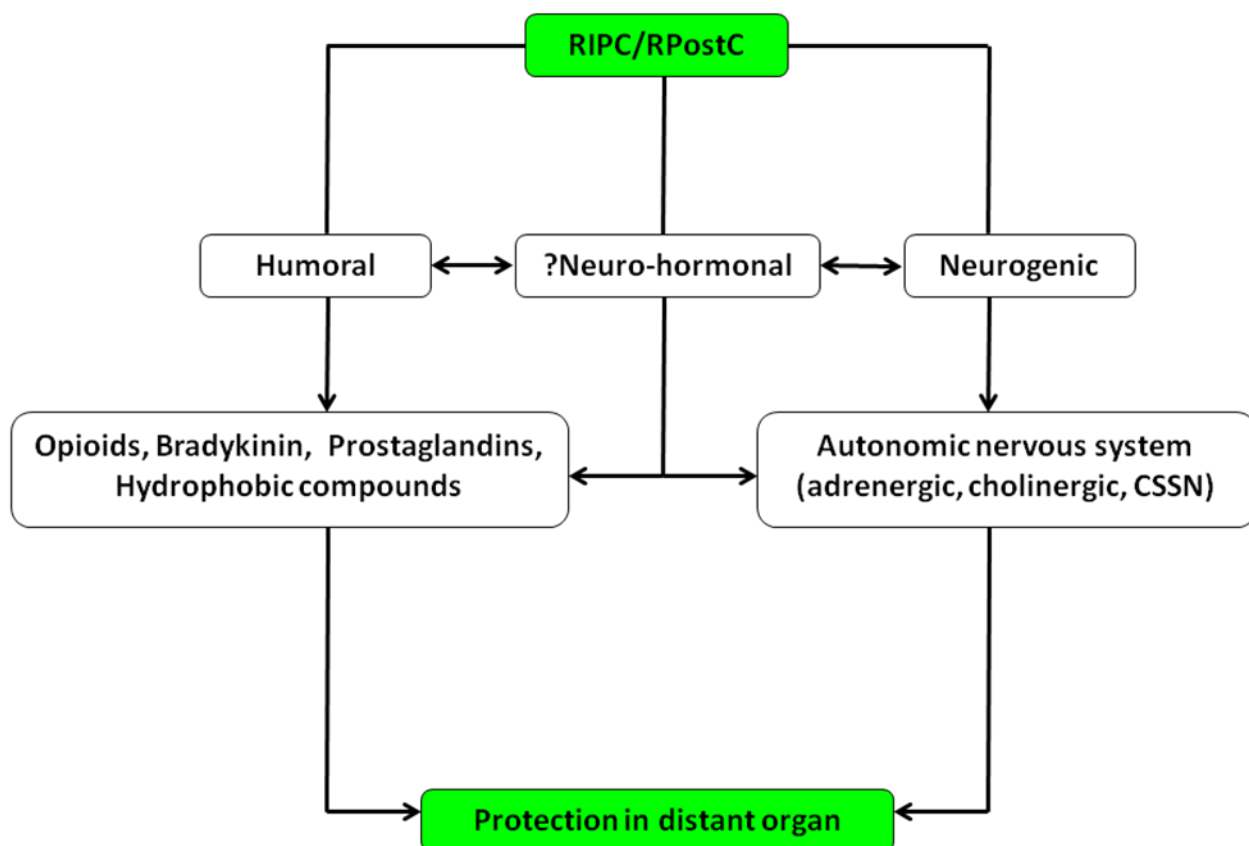 RIPC/RPostC
Humoral
?Neuro-hormonal
Neurogenic
Opioids, Bradykinin, Prostaglandins,
Hydrophobic compounds
Autonomic nervous system
(adrenergic, cholinergic, CSSN)
Protection in distant organ